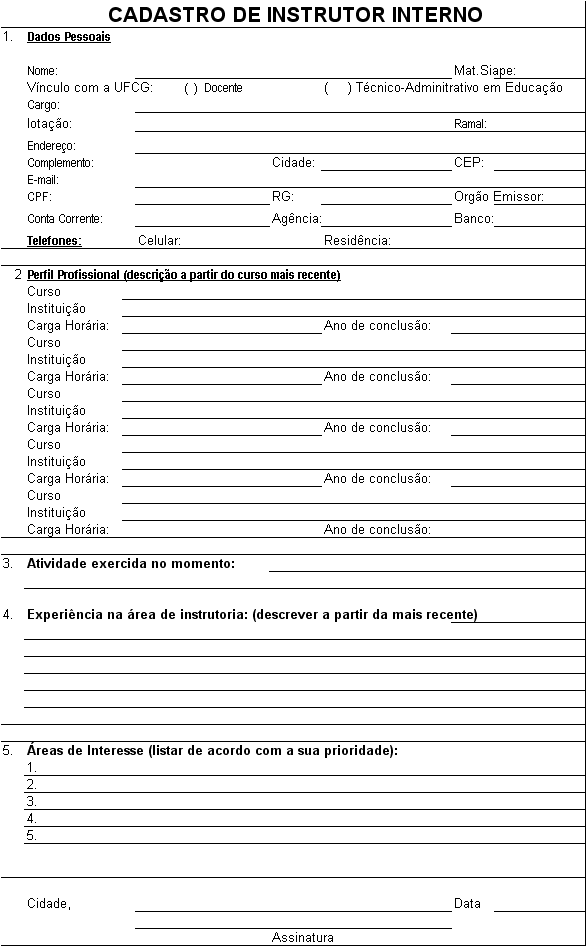 CADASTRO DE INSTRUTOR INTERNO
1. Dados Pessoais
Nome: Mat.Siape:
Vínculo com a UFCG: ( ) Docente ( ) Técnico-Adminitrativo em Educação
Cargo:
lotação: Ramal:
Endereço:
Complemento: Cidade: CEP:
E-mail:
CPF: RG: Orgão Emissor:
Conta Corrente: Agência: Banco:
Telefones: Celular: Residência:
2 Perfil Profissional (descrição a partir do curso mais recente)
Curso
Instituição
Carga Horária: Ano de conclusão:
Curso
Instituição
Carga Horária: Ano de conclusão:
Curso
Instituição
Carga Horária: Ano de conclusão:
Curso
Instituição
Carga Horária: Ano de conclusão:
Curso
Instituição
Carga Horária: Ano de conclusão:
3. Atividade exercida no momento:
4. Experiência na área de instrutoria: (descrever a partir da mais recente)
5. Áreas de Interesse (listar de acordo com a sua prioridade):
1.
2.
3.
4.
5.
Cidade, Data
Assinatura